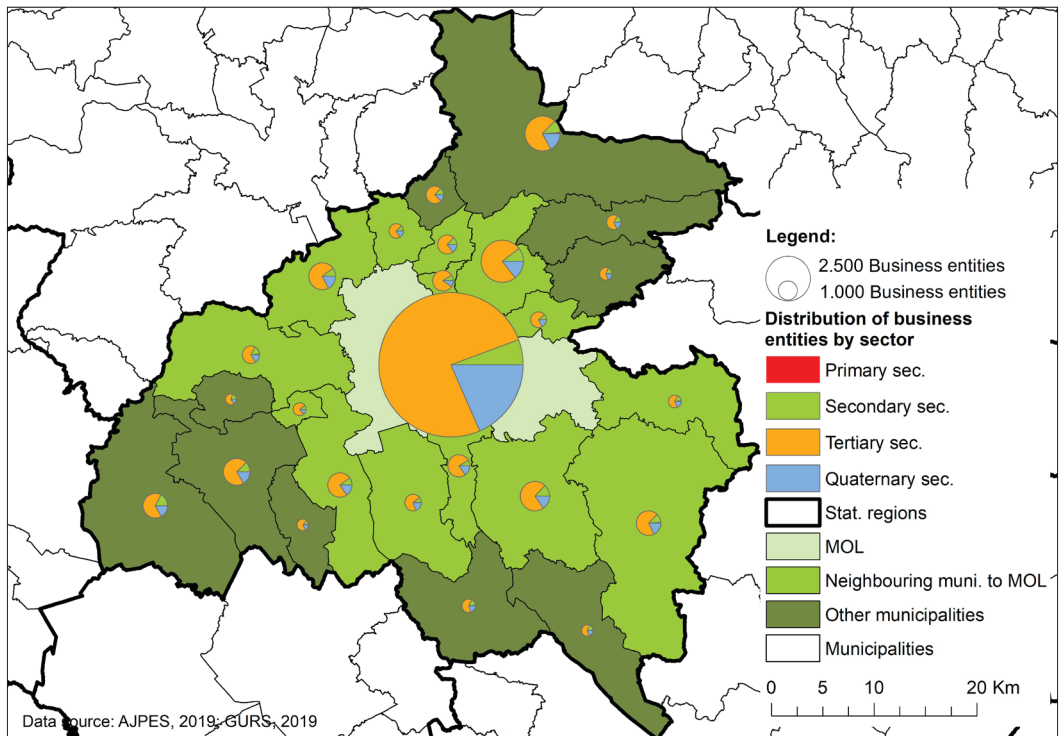 Legend:
2.500 Business entities
1.000 Business entities
Distribution of business
entities by sector
Primary sec.
Secondary sec.
Tertiary sec.
Quaternary sec.
Stat. regions
MOL
Neighbouring muni. to MOL
Other municipalities
Municipalities
0 5 10 20 Km
Data source: AJPES, 2019; GURS, 2019